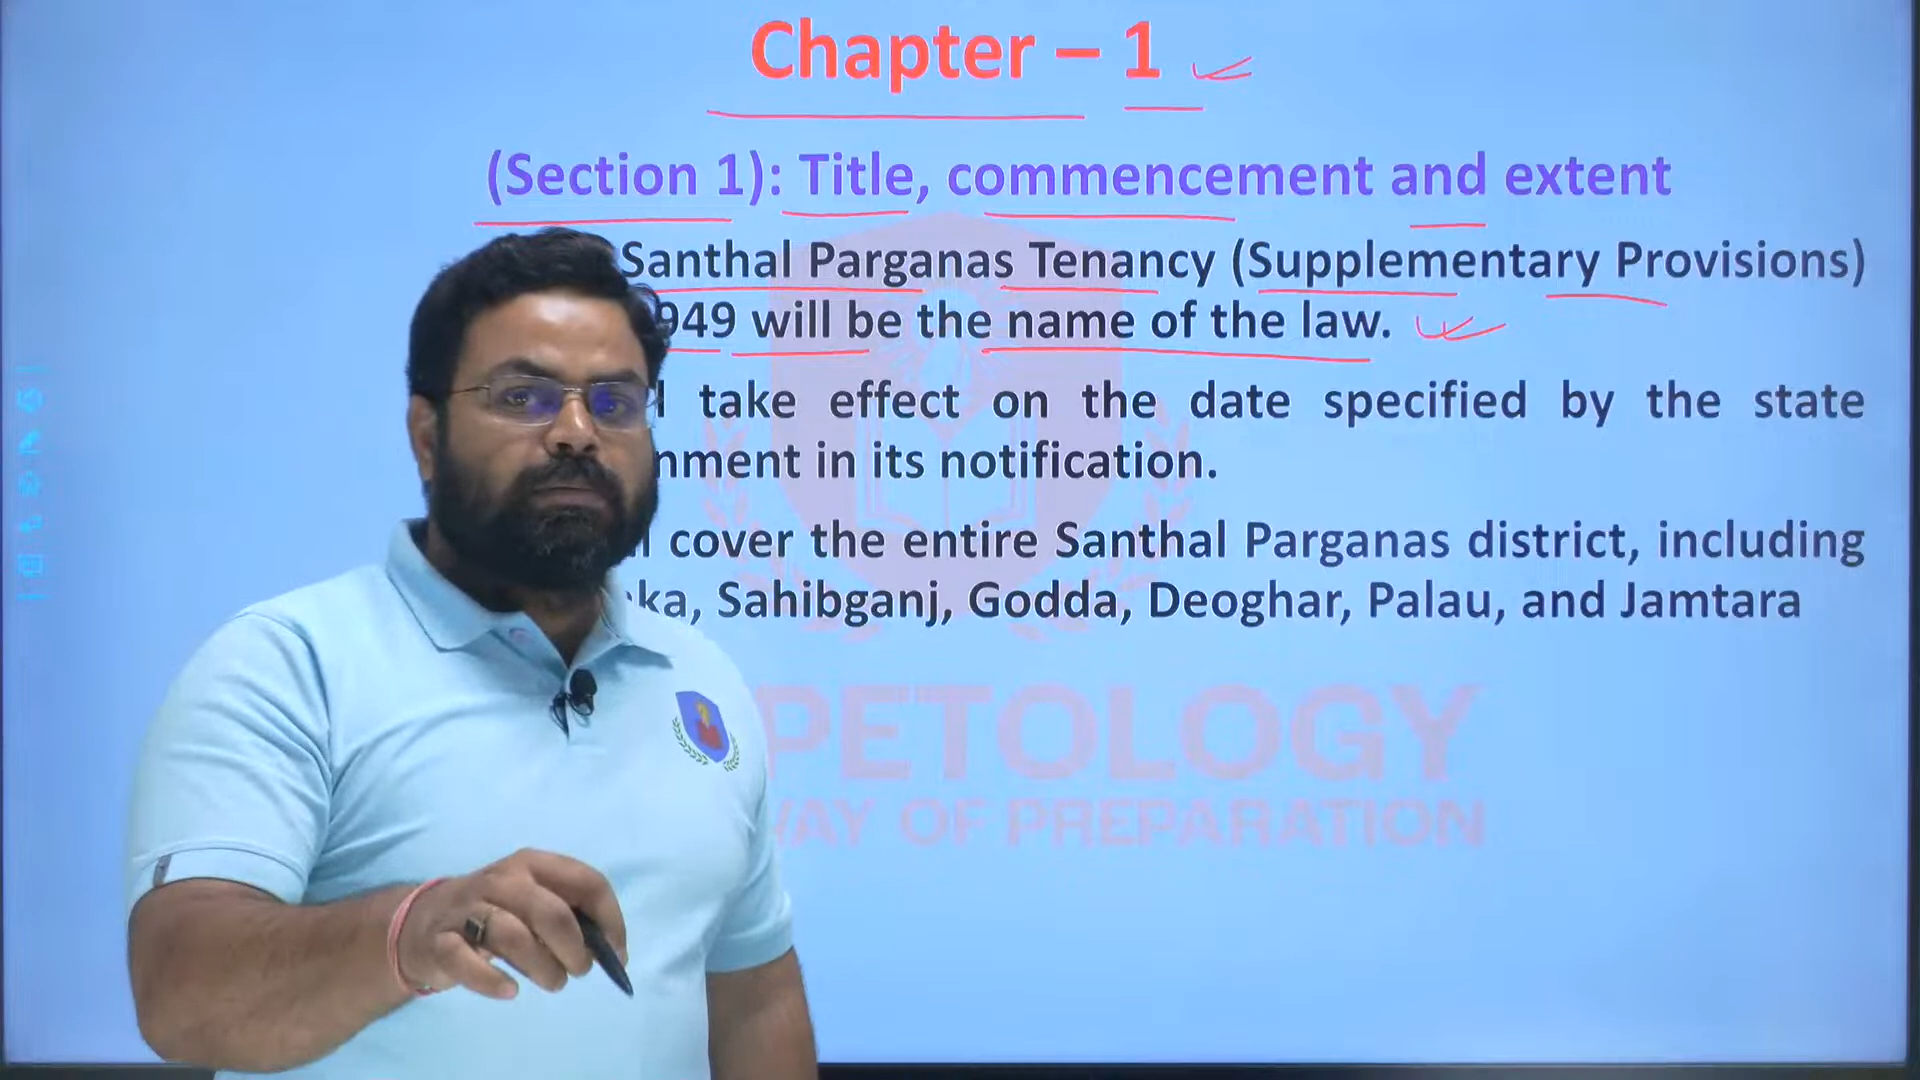 Chapter – 1
(Section 1): Title, commencement and extent
Santhal Parganas Tenancy (Supplementary Provisions)
949 will be the name of the law.
take effect on the date specified by the state
nment in its notification.
cover the entire Santhal Parganas district, including
ka, Sahibganj, Godda, Deoghar, Palau, and Jamtara
PETOLOGY
WAY OF PREPARATION